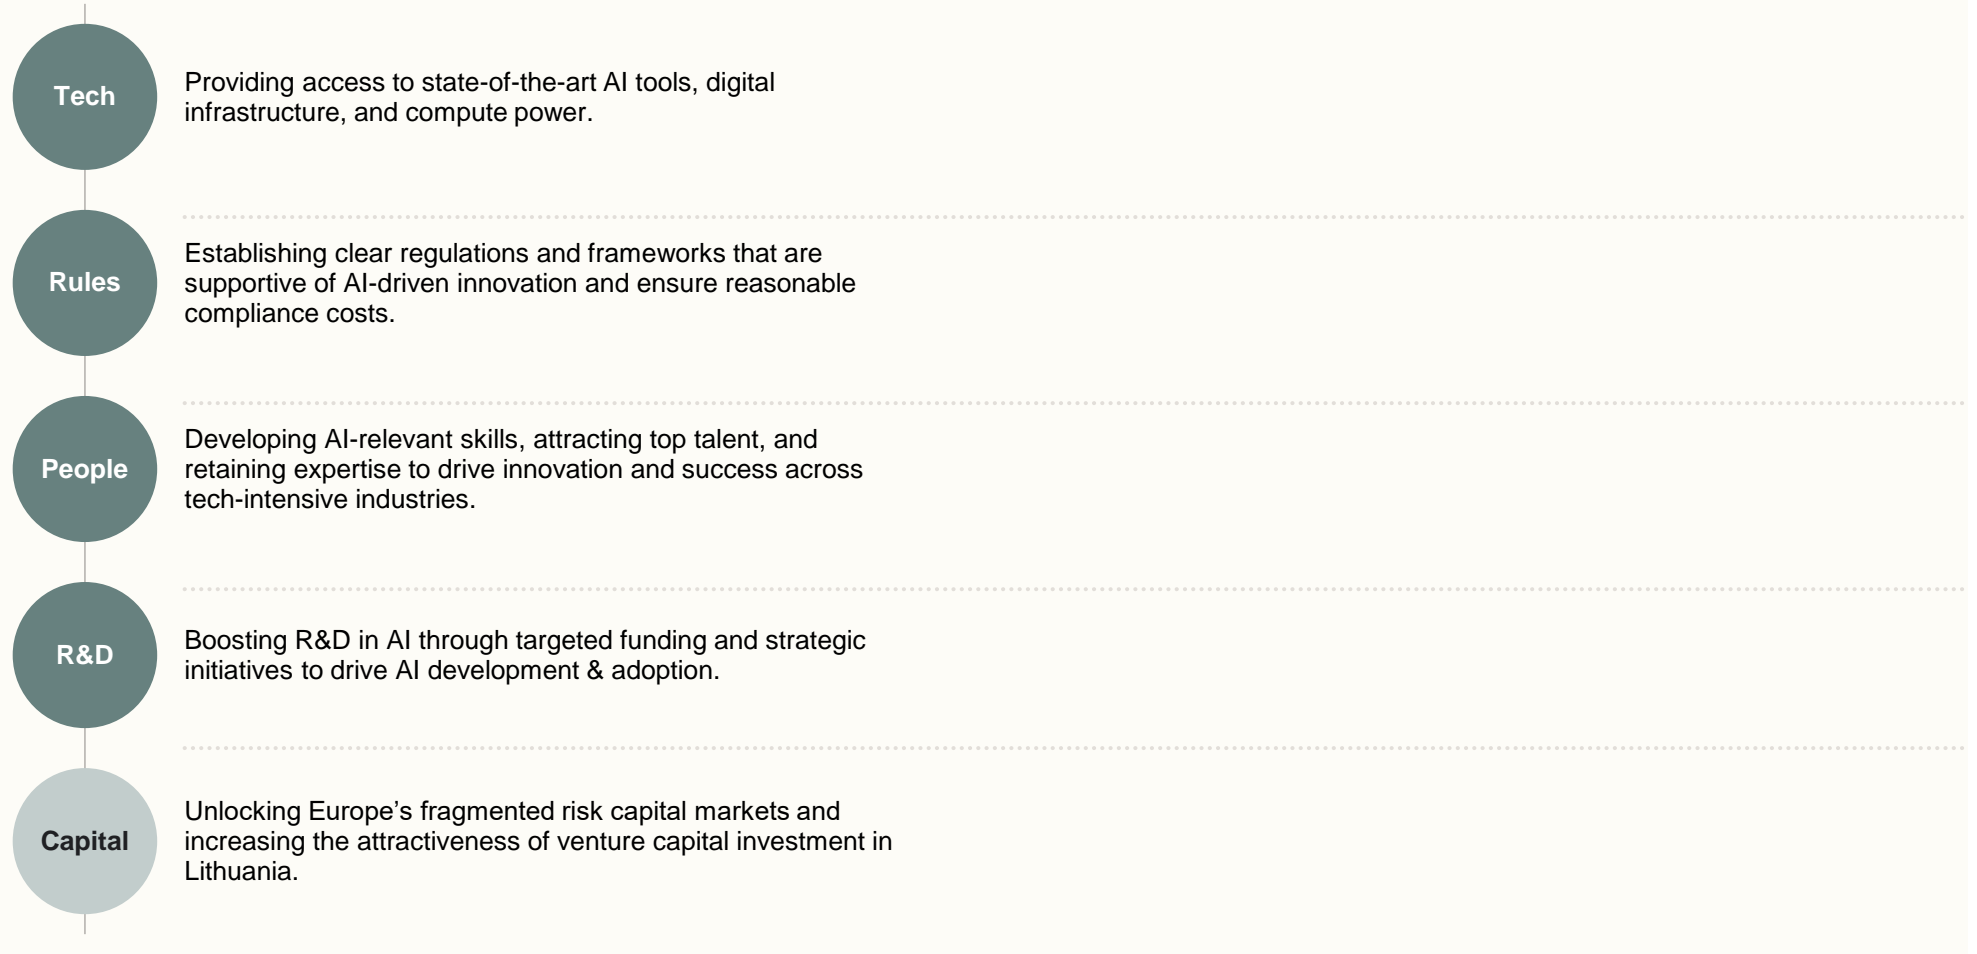 Tech
Providing access to state-of-the-art AI tools, digital
infrastructure, and compute power.
Rules
Establishing clear regulations and frameworks that are
supportive of AI-driven innovation and ensure reasonable
compliance costs.
People
Developing AI-relevant skills, attracting top talent, and
retaining expertise to drive innovation and success across
tech-intensive industries.
R&D
Boosting R&D in AI through targeted funding and strategic
initiatives to drive AI development & adoption.
Capital
Unlocking Europe’s fragmented risk capital markets and
increasing the attractiveness of venture capital investment in
Lithuania.